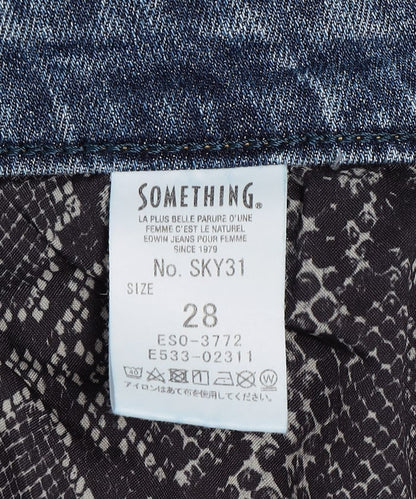 SOMETHING®
LA PLUS BELLE PARURE D'UNE
FEMME C'EST LE NATUREL
EDWIN JEANS POUR FEMME
SINCE 1979
No. SKY31
SIZE
28
ESO-3772
E533-02311
40 W
アイロンはあて布を使用してください。